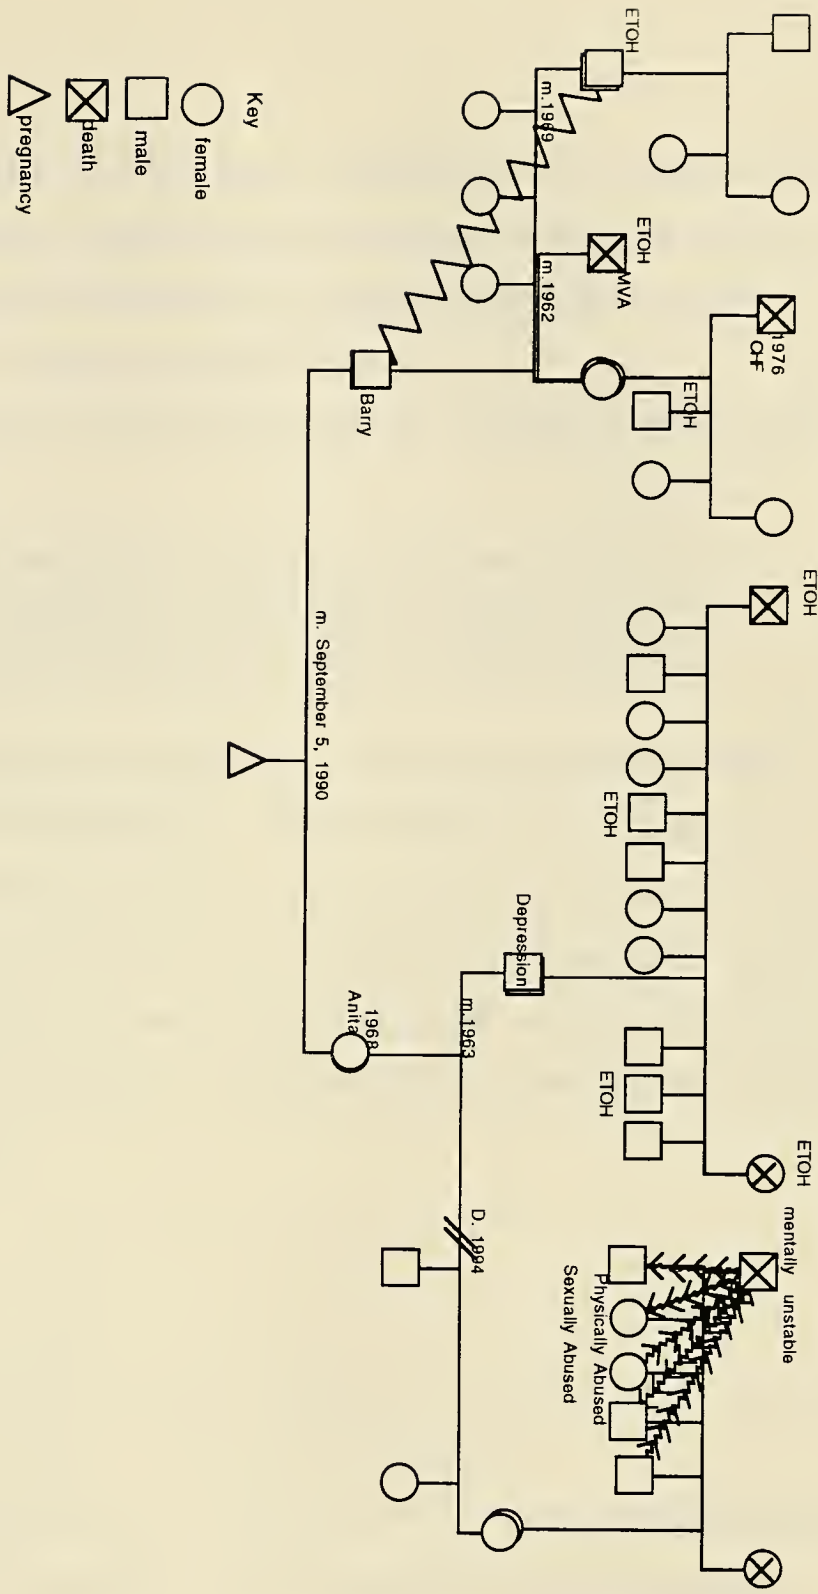 ETOH
ETOH
mentally unstable
1976
CHF
ETOH
ETOH
ETOH
MVA
ETOH
ETOH
Physically Abused
Sexually Abused
m.1969
m.1962
Depression
D. 1994
m.1963
1968
Anita
Barry
m. September 5, 1990
Key
female
male
death
pregnancy